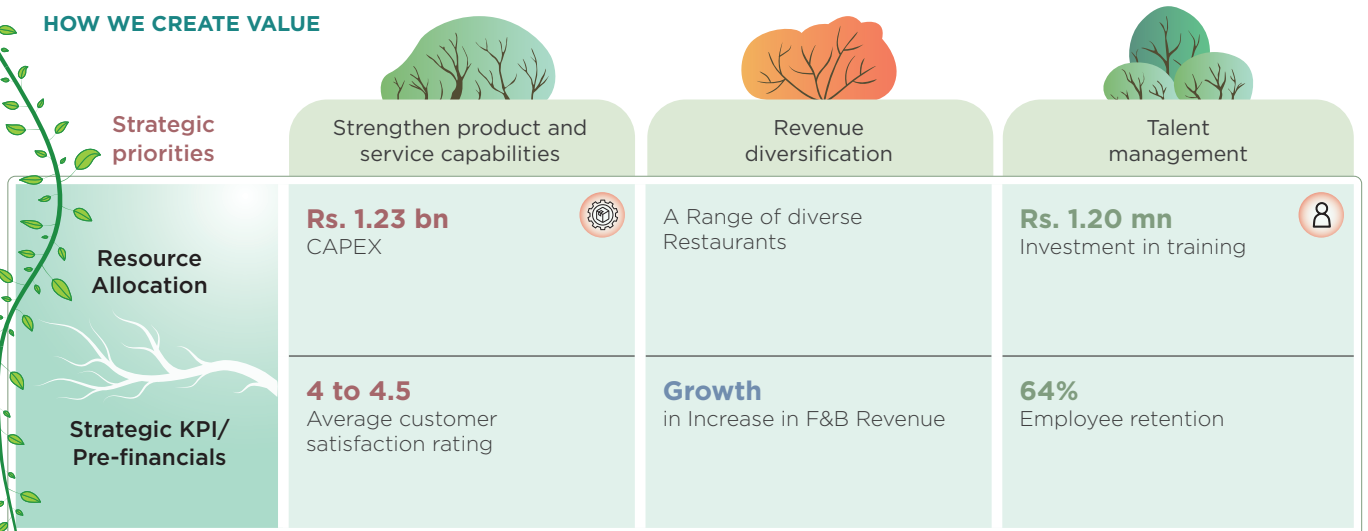 HOW WE CREATE VALUE
Strategic
priorities
Strengthen product and
service capabilities
Revenue
diversification
Talent
management
Resource
Allocation
Rs. 1.23 bn
CAPEX
A Range of diverse
Restaurants
Rs. 1.20 mn
Investment in training
Strategic KPI/
Pre-financials
4 to 4.5
Average customer
satisfaction rating
Growth
in Increase in F&B Revenue
64%
Employee retention